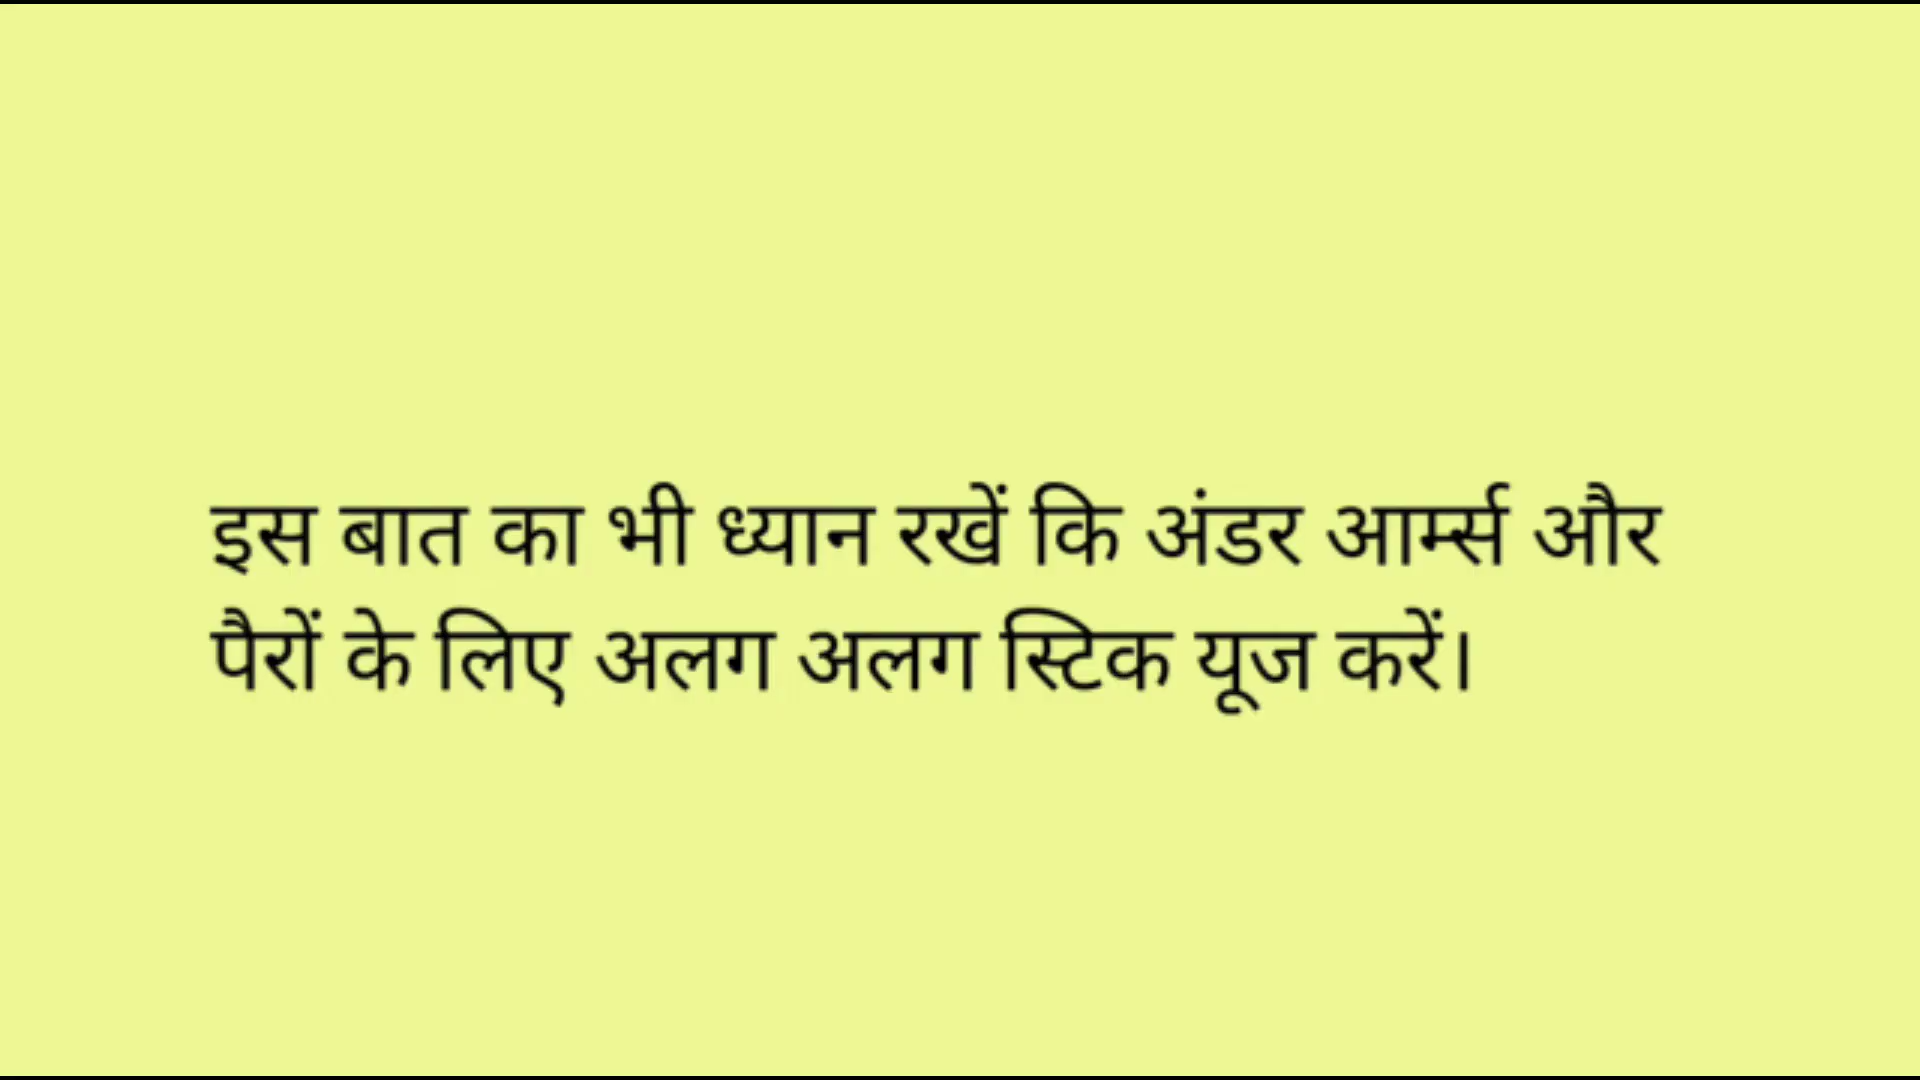 इस बात का भी ध्यान रखें कि अंडर आर्म्स और
पैरों के लिए अलग अलग स्टिक यूज करें।